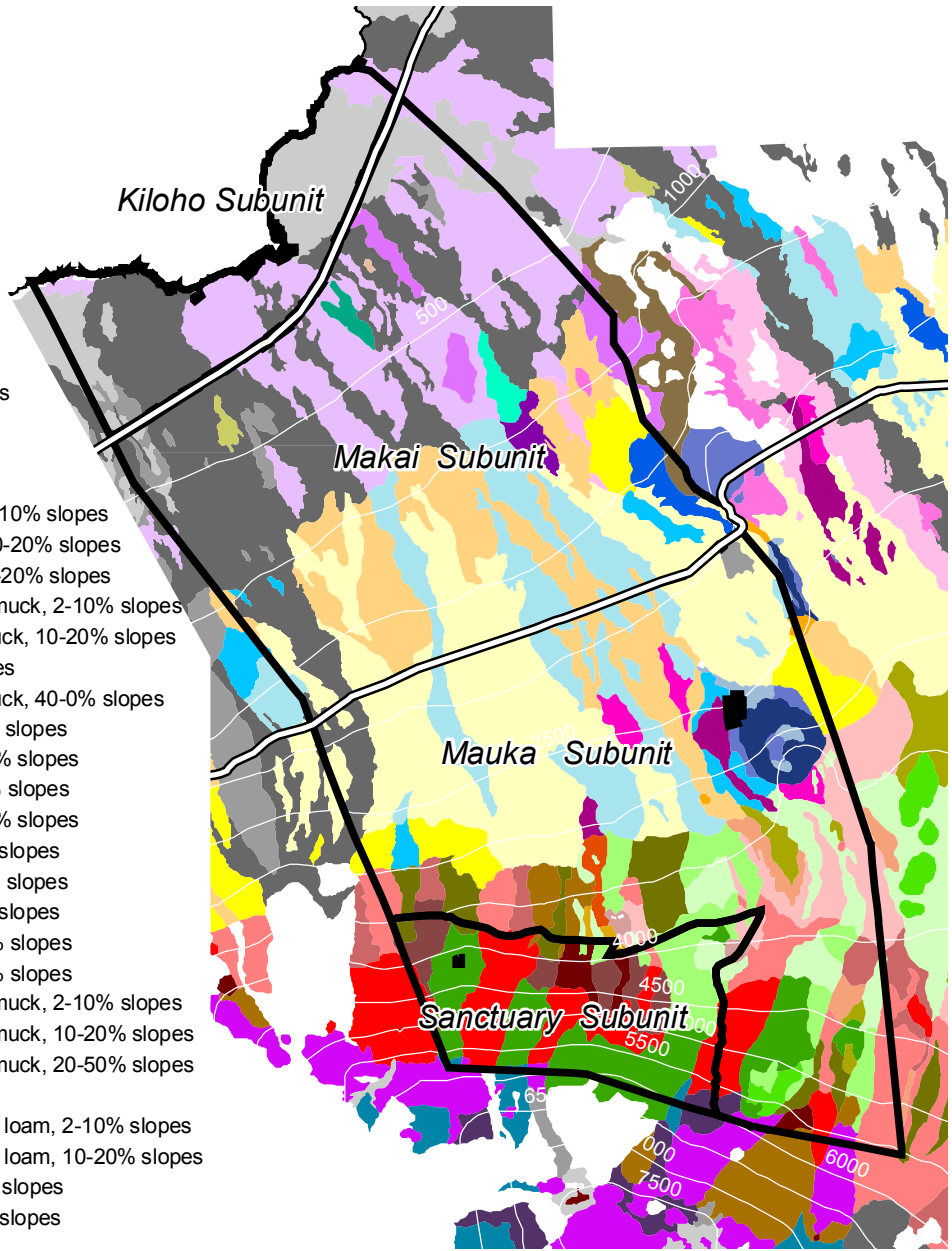 Kiloho Subunit
1000
500
s
Makai Subunit
10% slopes
0-20% slopes
-20% slopes
muck, 2-10% slopes
uck, 10-20% slopes
es
uck, 40-0% slopes
slopes
% slopes
% slopes
% slopes
slopes
slopes
slopes
% slopes
% slopes
muck, 2-10% slopes
muck, 10-20% slopes
muck, 20-50% slopes
loam, 2-10% slopes
loam, 10-20% slopes
slopes
slopes
Mauka Subunit
4000
4500
Sanctuary Subunit
5500
6000
7500